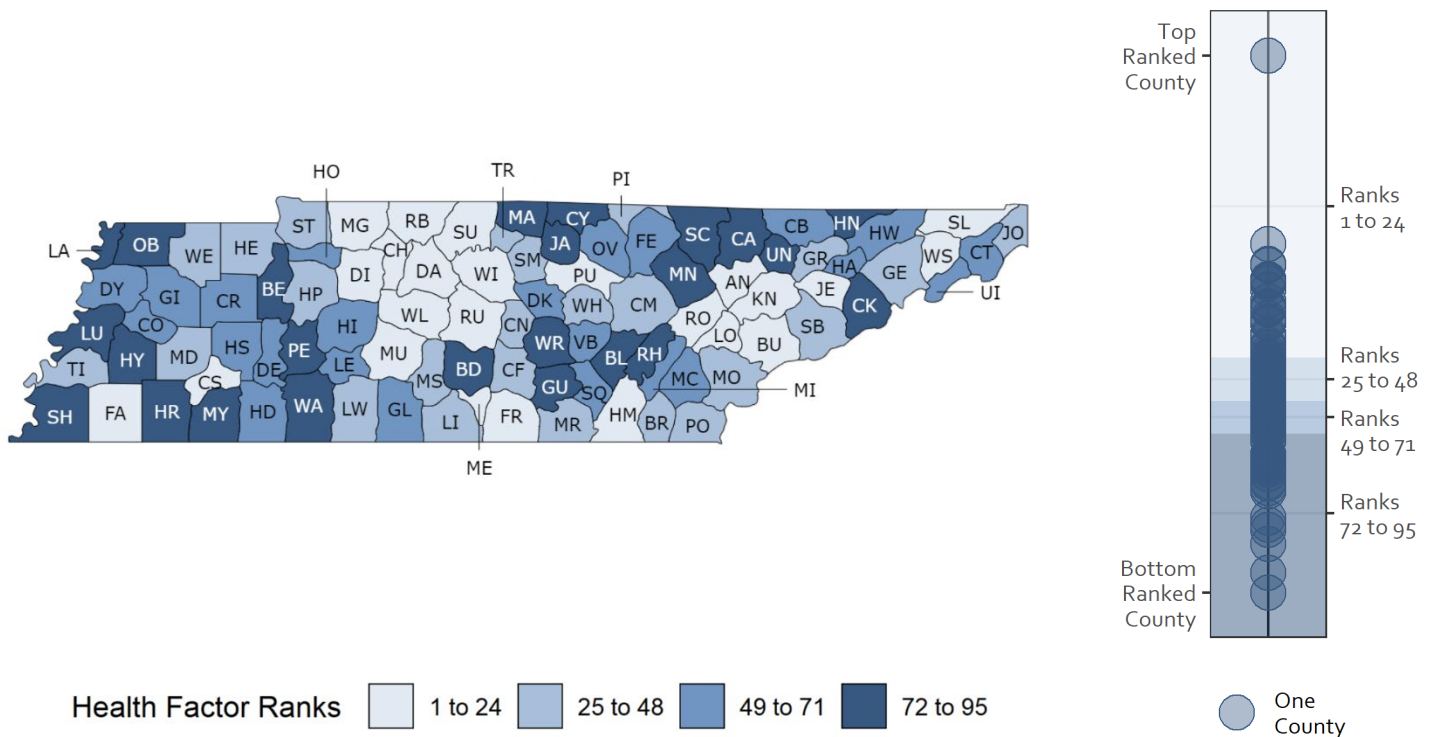 HO
TR
PI
LA
OB
WE
HE
ST
MG
RB
SU
MA
CY
JA
OV
FE
SC
CA
CB
HN
HW
SL
JO
CH
DI
DA
WI
SM
PU
MN
UN
GR
HA
GE
WS
CT
UI
DY
GI
CR
BE
HP
AN
KN
JE
CK
LU
CO
HI
WL
RU
DK
WH
CM
CN
RO
LO
BU
SB
TI
HY
MD
HS
DE
PE
LE
MU
MS
BD
CF
WR
VB
BL
RH
MC
MO
MI
SH
FA
HR
CS
MY
HD
WA
LW
GL
LI
FR
GU
SQ
MR
HM
BR
PO
ME
Top
Ranked
County
Ranks
1 to 24
Ranks
25 to 48
Ranks
49 to 71
Ranks
72 to 95
Bottom
Ranked
County
Health Factor Ranks
1 to 24
25 to 48
49 to 71
72 to 95
One
County